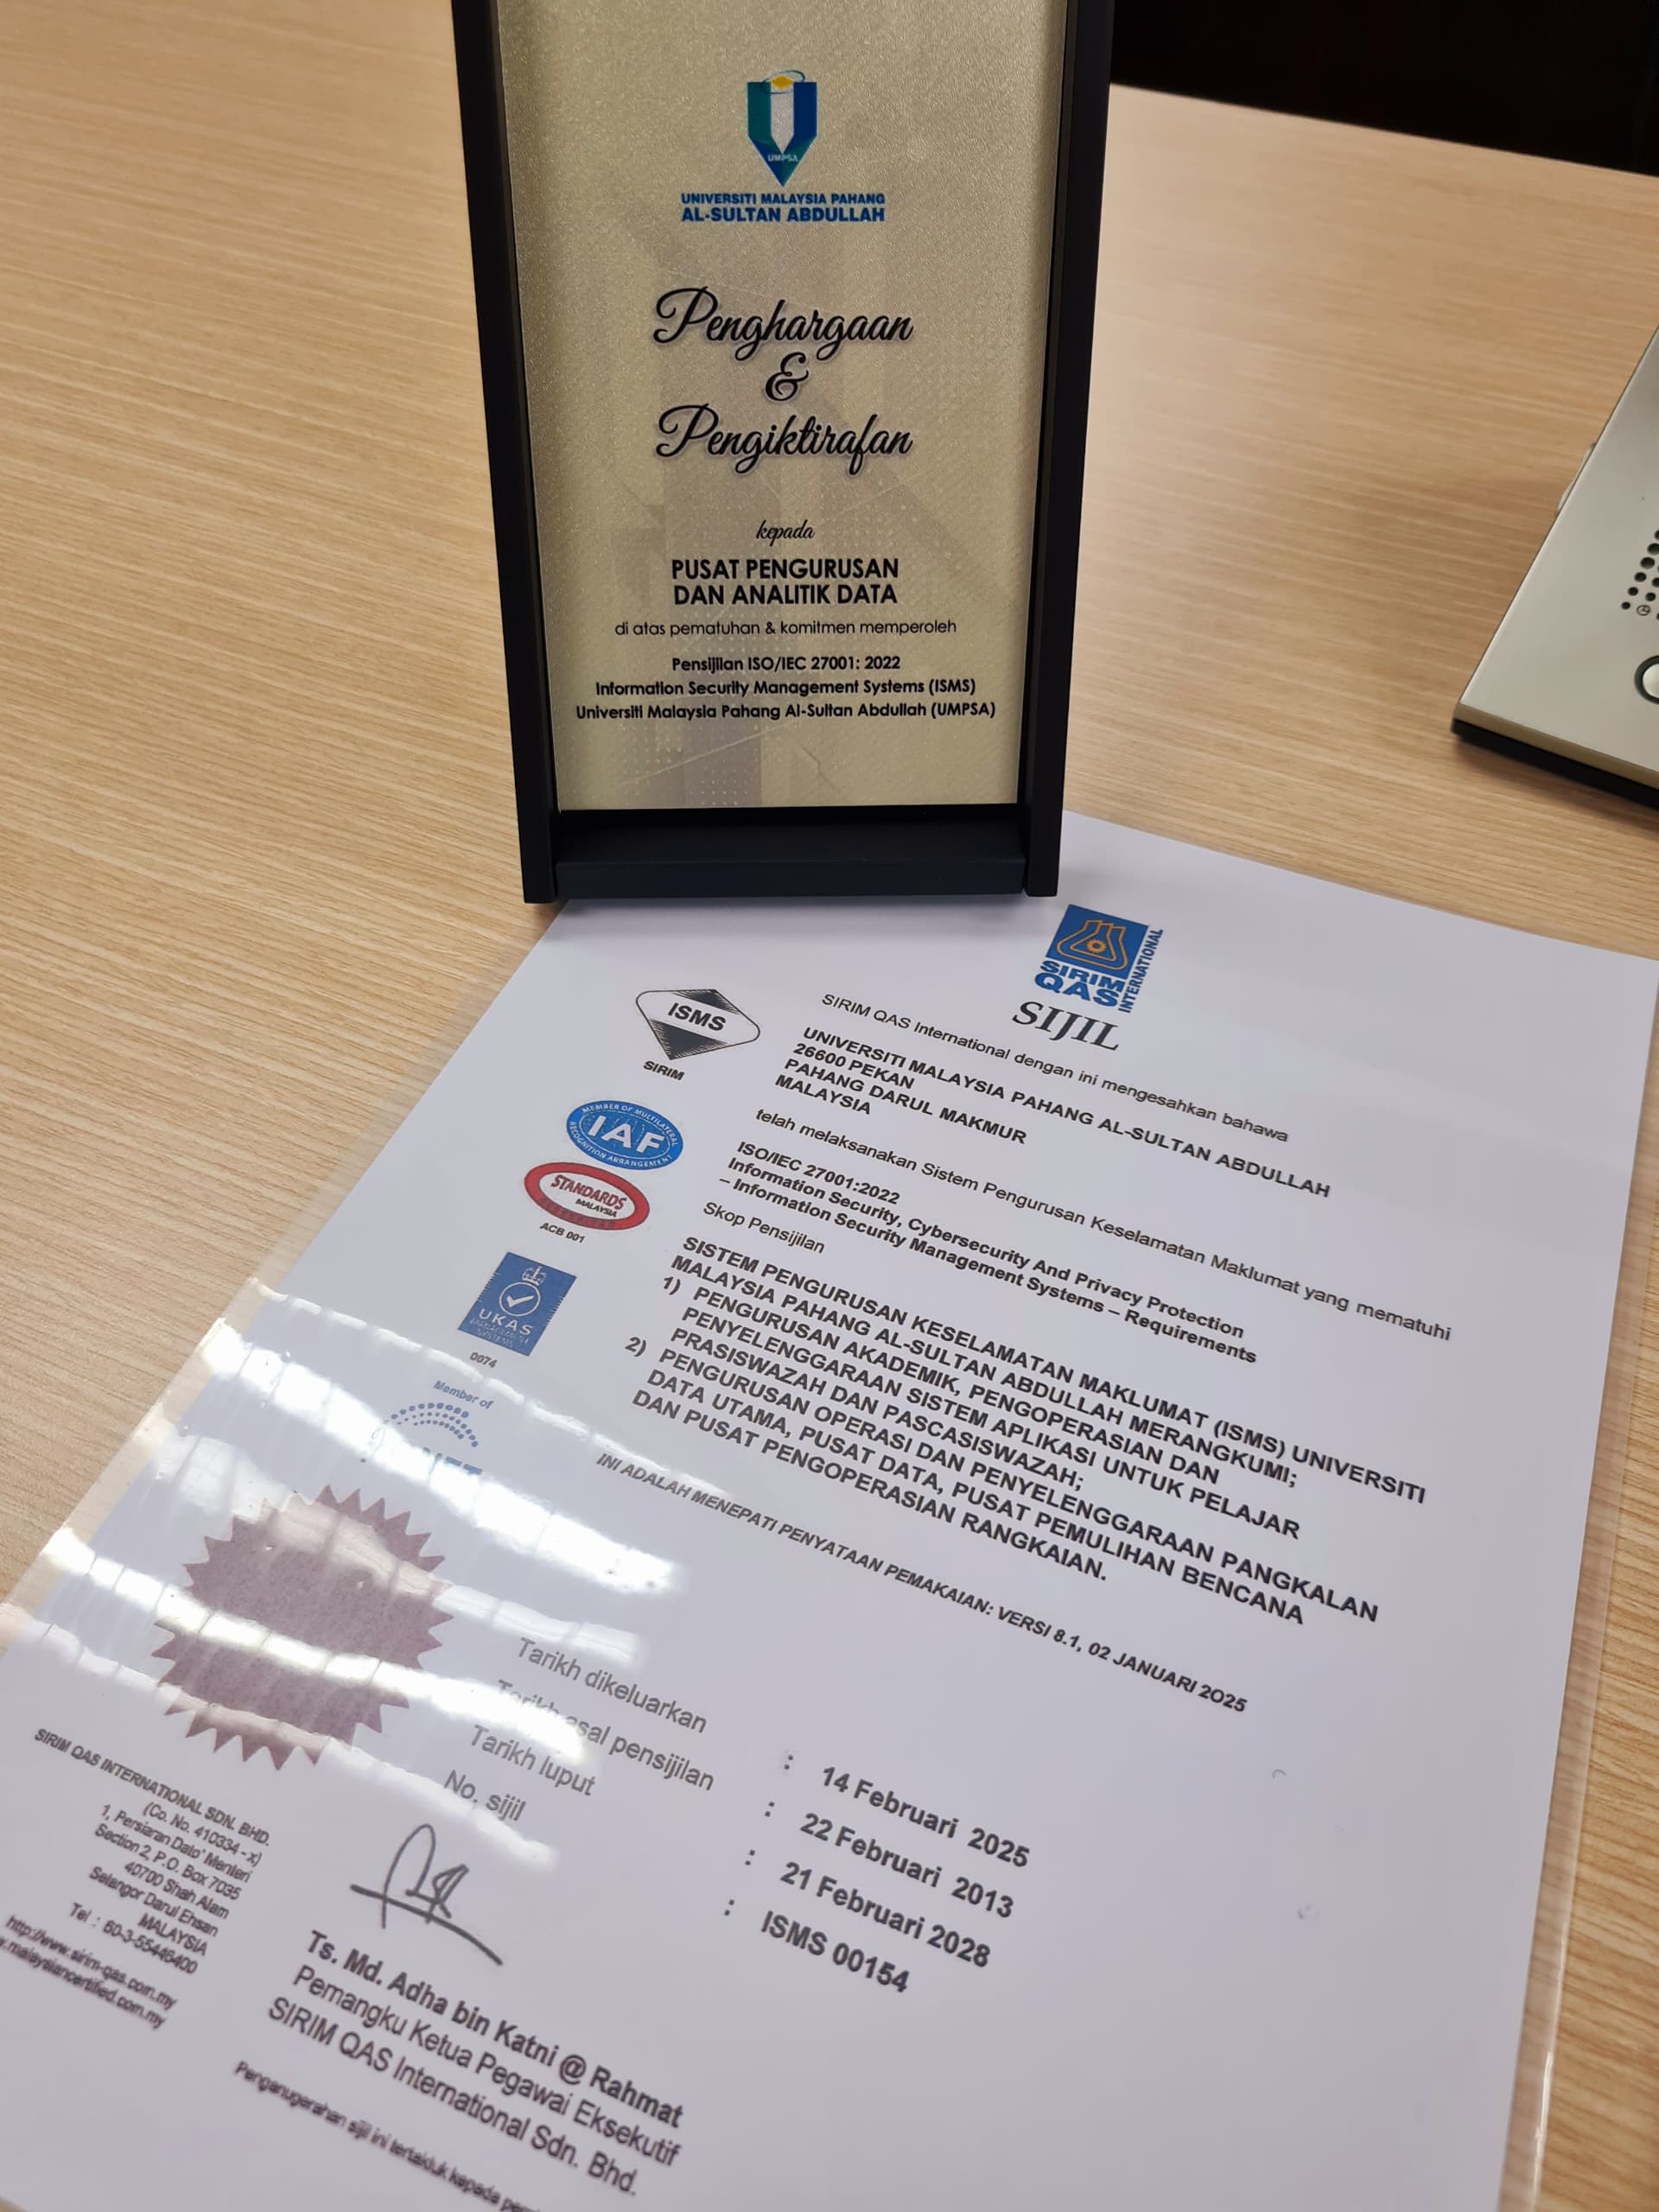 UMPSA
UNIVERSITI MALAYSIA PAHANG
AL-SULTAN ABDULLAH
Penghargaan
&
Pengiktirafan
kepada
PUSAT PENGURUSAN
DAN ANALITIK DATA
di atas pematuhan & komitmen memperoleh
Pensijilan ISO/IEC 27001: 2022
Information Security Management Systems (ISMS)
Universiti Malaysia Pahang Al-Sultan Abdullah (UMPSA)
SIRIM
QAS
INTERNATIONAL
SIJIL
ISMS
SIRIM
MEMBER OF MULTILATERAL
IAF
RECOGNITION ARRANGEMENT
STANDARDS
MALAYSIA
ACB 001
UKAS
MANAGEMENT
SYSTEMS
0074
Member of
SIRIM QAS International dengan ini mengesahkan bahawa
UNIVERSITI MALAYSIA PAHANG AL-SULTAN ABDULLAH
26600 PEKAN
PAHANG DARUL MAKMUR
MALAYSIA
telah melaksanakan Sistem Pengurusan Keselamatan Maklumat yang mematuhi
ISO/IEC 27001:2022
Information Security, Cybersecurity And Privacy Protection
– Information Security Management Systems – Requirements
Skop Pensijilan
SISTEM PENGURUSAN KESELAMATAN MAKLUMAT (ISMS) UNIVERSITI
MALAYSIA PAHANG AL-SULTAN ABDULLAH MERANGKUMI;
1) PENGURUSAN AKADEMIK, PENGOPERASIAN DAN
PENYELENGGARAAN SISTEM APLIKASI UNTUK PELAJAR
PRASISWAZAH DAN PASCASISWAZAH;
2) PENGURUSAN OPERASI DAN PENYELENGGARAAN PANGKALAN
DATA UTAMA, PUSAT DATA, PUSAT PEMULIHAN BENCANA
DAN PUSAT PENGOPERASIAN RANGKAIAN.
INI ADALAH MENEPATI PENYATAAN PEMAKAIAN: VERSI 8.1, 02 JANUARI 2025
Tarikh dikeluarkan : 14 Februari 2025
Tarikh asal pensijilan : 22 Februari 2013
Tarikh luput : 21 Februari 2028
No. sijil : ISMS 00154
SIRIM QAS INTERNATIONAL SDN. BHD.
(Co. No. 410334 - x)
1, Persiaran Dato' Menteri
Section 2, P.O. Box 7035
40700 Shah Alam
Selangor Darul Ehsan
MALAYSIA
Tel : 60-3-55446400
http://www.sirim-qas.com.my
.malaysiancertified.com.my
Ts. Md. Adha bin Katni @ Rahmat
Pemangku Ketua Pegawai Eksekutif
SIRIM QAS International Sdn. Bhd.
Penganugerahan sijil ini tertakluk kepada